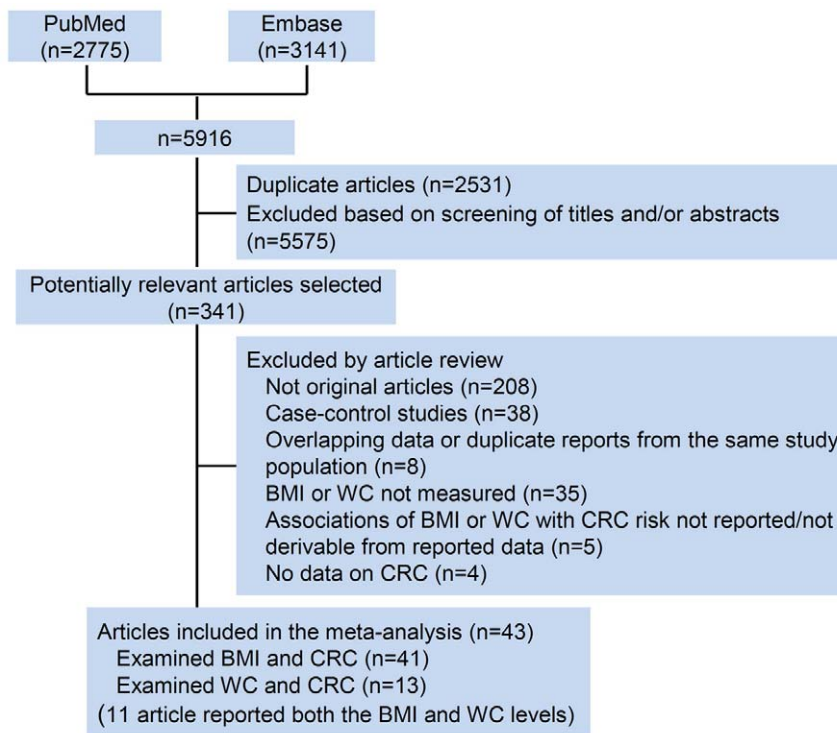 PubMed
(n=2775)
Embase
(n=3141)
n=5916
Duplicate articles (n=2531)
Excluded based on screening of titles and/or abstracts
(n=5575)
Potentially relevant articles selected
(n=341)
Excluded by article review
Not original articles (n=208)
Case-control studies (n=38)
Overlapping data or duplicate reports from the same study
population (n=8)
BMI or WC not measured (n=35)
Associations of BMI or WC with CRC risk not reported/not
derivable from reported data (n=5)
No data on CRC (n=4)
Articles included in the meta-analysis (n=43)
Examined BMI and CRC (n=41)
Examined WC and CRC (n=13)
(11 article reported both the BMI and WC levels)